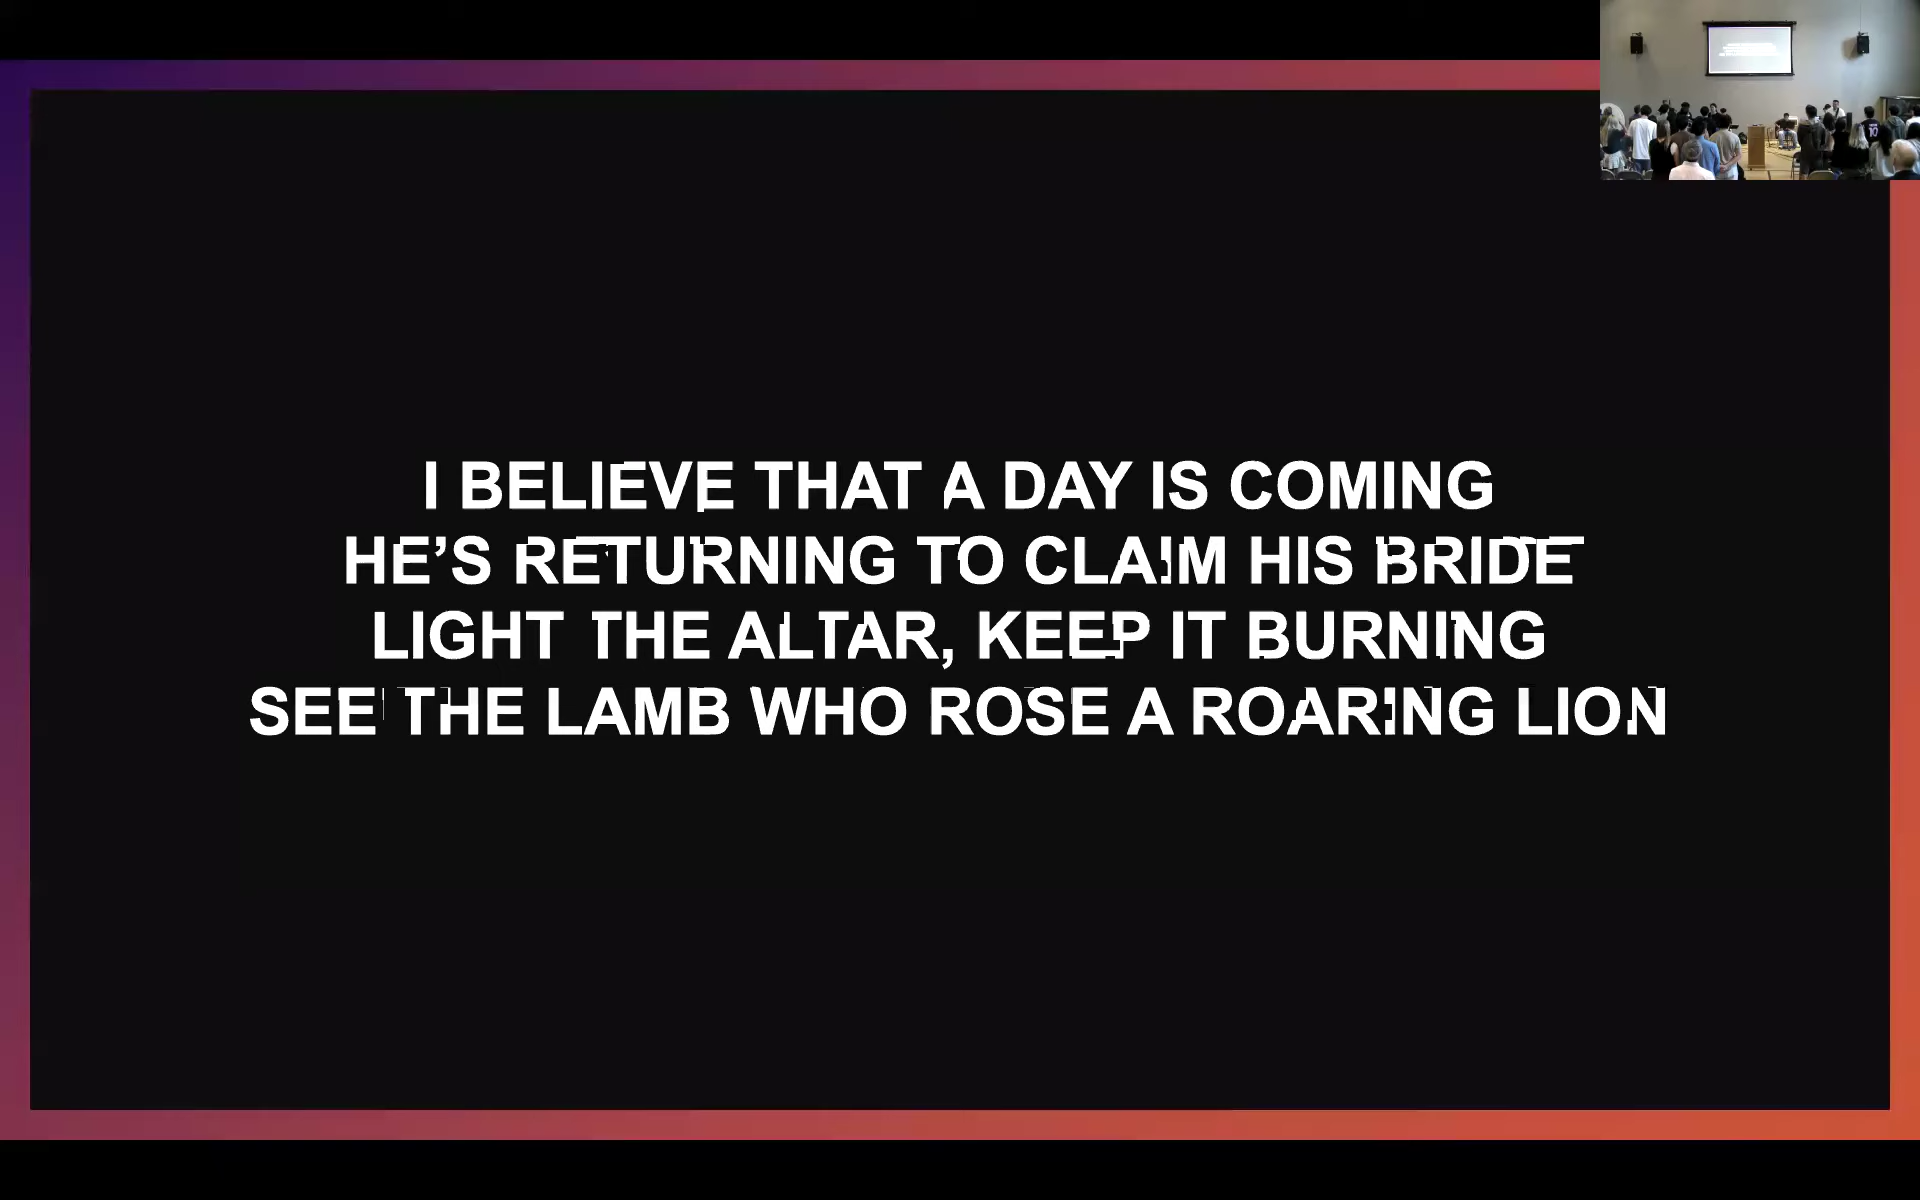 I BELIEVE THAT A DAY IS COMING
HE’S RETURNING TO CLAIM HIS BRIDE
LIGHT THE ALTAR, KEEP IT BURNING
SEE THE LAMB WHO ROSE A ROARING LION
10